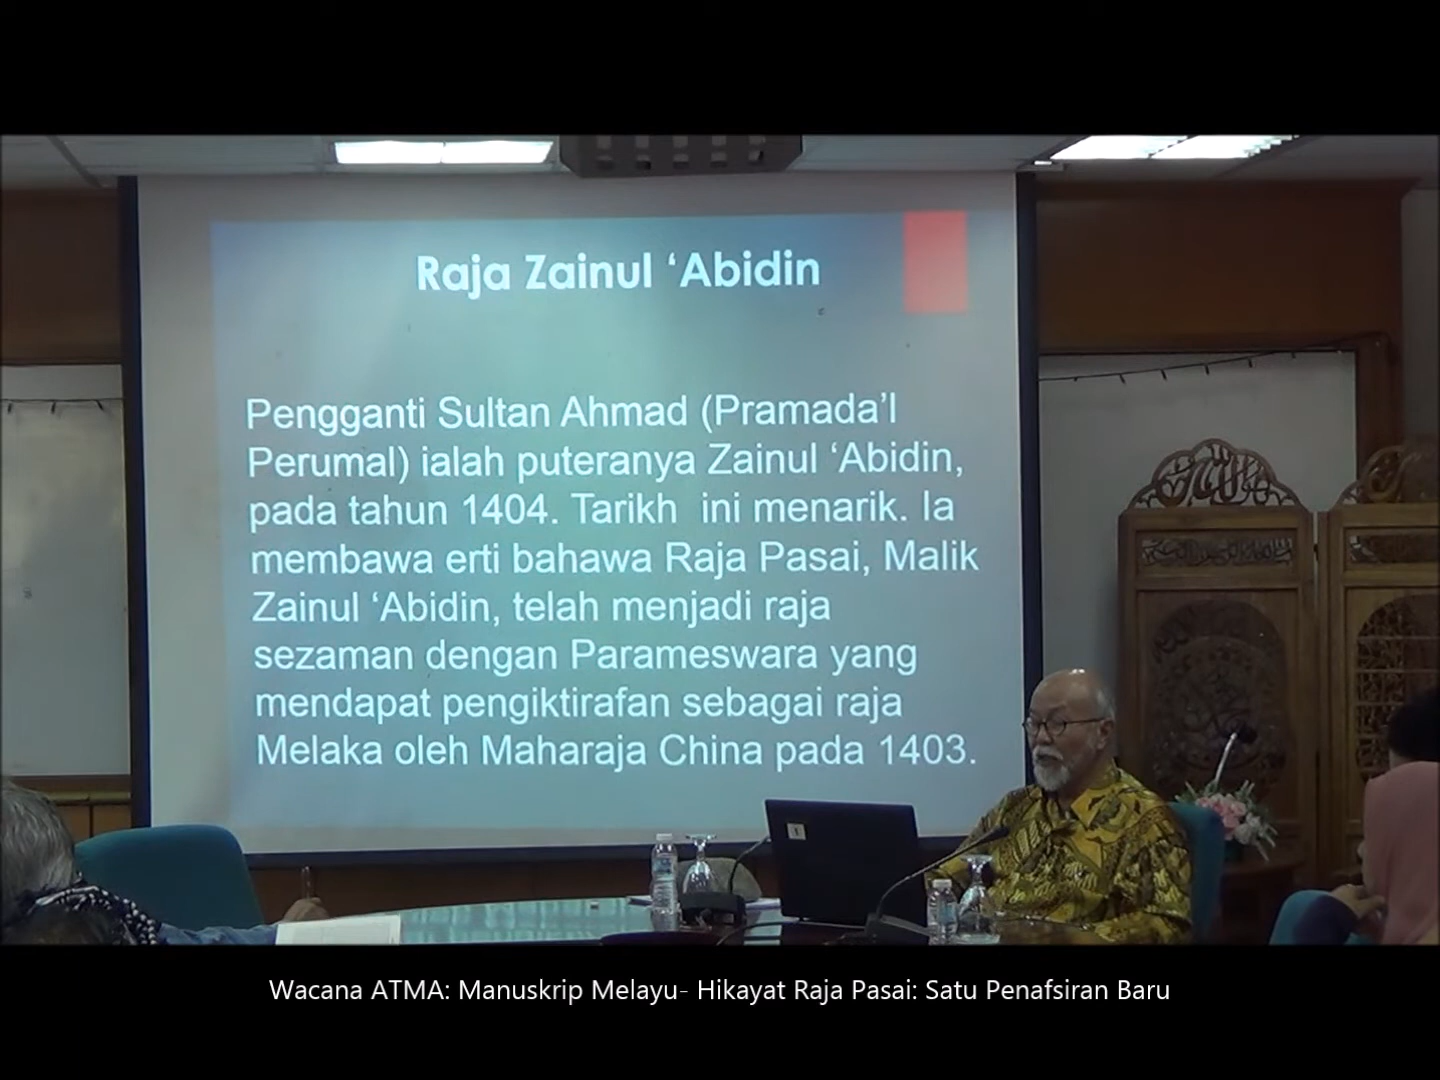 Raja Zainul ‘Abidin
Pengganti Sultan Ahmad (Pramada’l
Perumal) ialah puteranya Zainul ‘Abidin,
pada tahun 1404. Tarikh ini menarik. Ia
membawa erti bahawa Raja Pasai, Malik
Zainul ‘Abidin, telah menjadi raja
sezaman dengan Parameswara yang
mendapat pengiktirafan sebagai raja
Melaka oleh Maharaja China pada 1403.
Wacana ATMA: Manuskrip Melayu- Hikayat Raja Pasai: Satu Penafsiran Baru